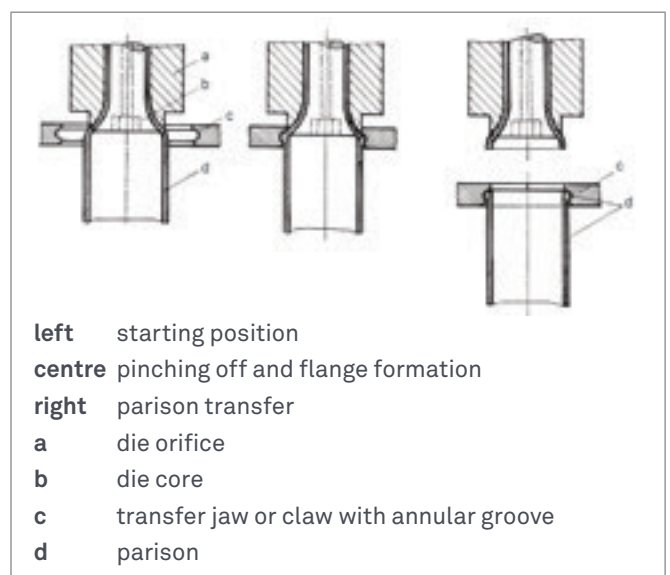 a
b
c
d
c
d
left starting position
centre pinching off and flange formation
right parison transfer
a die orifice
b die core
c transfer jaw or claw with annular groove
d parison